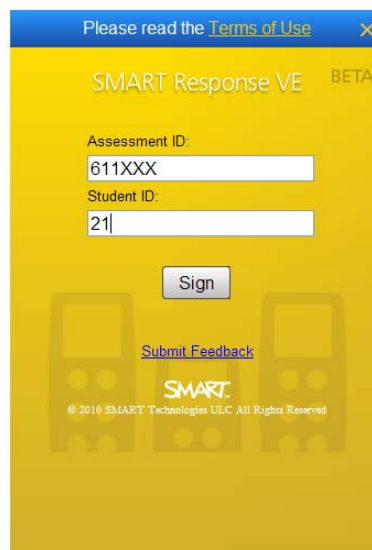 Please read the Terms of Use ×
SMART Response VE BETA
Assessment ID:
611XXX
Student ID:
21
Sign
Submit Feedback
SMART™
© 2010 SMART Technologies ULC All Rights Reserved